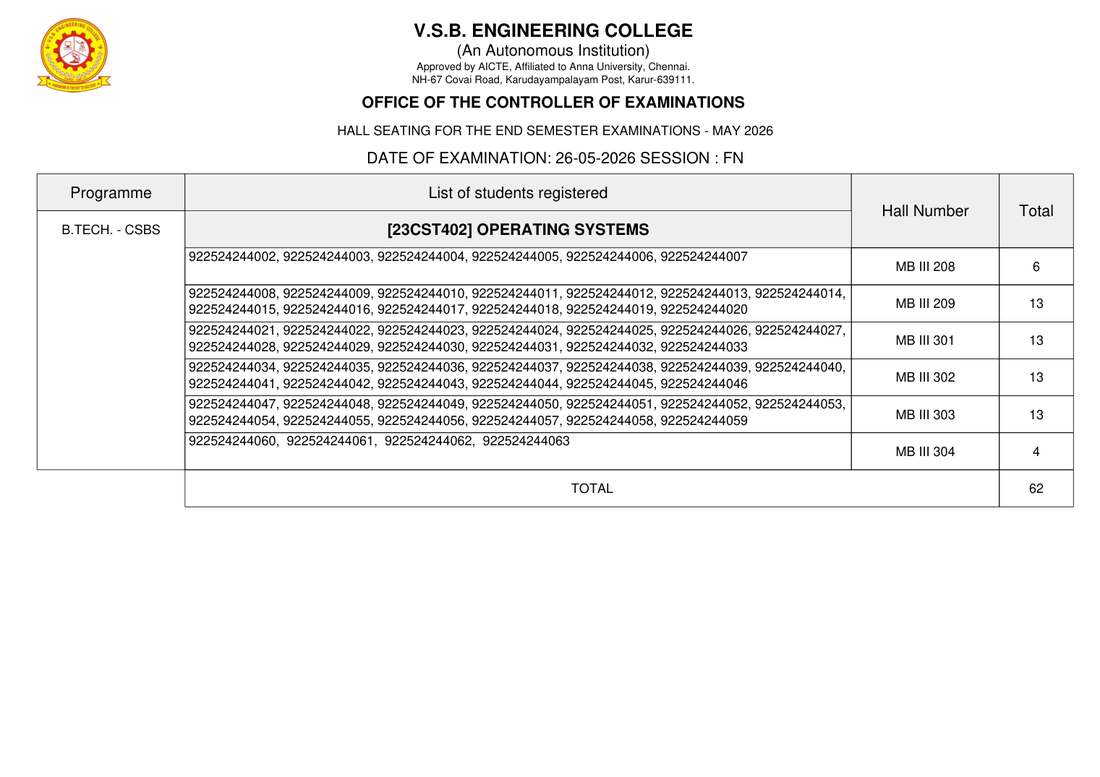 V.S.B. ENGINEERING COLLEGE
(An Autonomous Institution)
Approved by AICTE, Affiliated to Anna University, Chennai.
NH-67 Covai Road, Karudayampalayam Post, Karur-639111.
OFFICE OF THE CONTROLLER OF EXAMINATIONS
HALL SEATING FOR THE END SEMESTER EXAMINATIONS - MAY 2026
DATE OF EXAMINATION: 26-05-2026 SESSION : FN
Programme List of students registered Hall Number Total
B.TECH. - CSBS [23CST402] OPERATING SYSTEMS
922524244002, 922524244003, 922524244004, 922524244005, 922524244006, 922524244007
MB III 208 6
922524244008, 922524244009, 922524244010, 922524244011, 922524244012, 922524244013, 922524244014,
922524244015, 922524244016, 922524244017, 922524244018, 922524244019, 922524244020
MB III 209 13
922524244021, 922524244022, 922524244023, 922524244024, 922524244025, 922524244026, 922524244027,
922524244028, 922524244029, 922524244030, 922524244031, 922524244032, 922524244033
MB III 301 13
922524244034, 922524244035, 922524244036, 922524244037, 922524244038, 922524244039, 922524244040,
922524244041, 922524244042, 922524244043, 922524244044, 922524244045, 922524244046
MB III 302 13
922524244047, 922524244048, 922524244049, 922524244050, 922524244051, 922524244052, 922524244053,
922524244054, 922524244055, 922524244056, 922524244057, 922524244058, 922524244059
MB III 303 13
922524244060, 922524244061, 922524244062, 922524244063
MB III 304 4
TOTAL 62